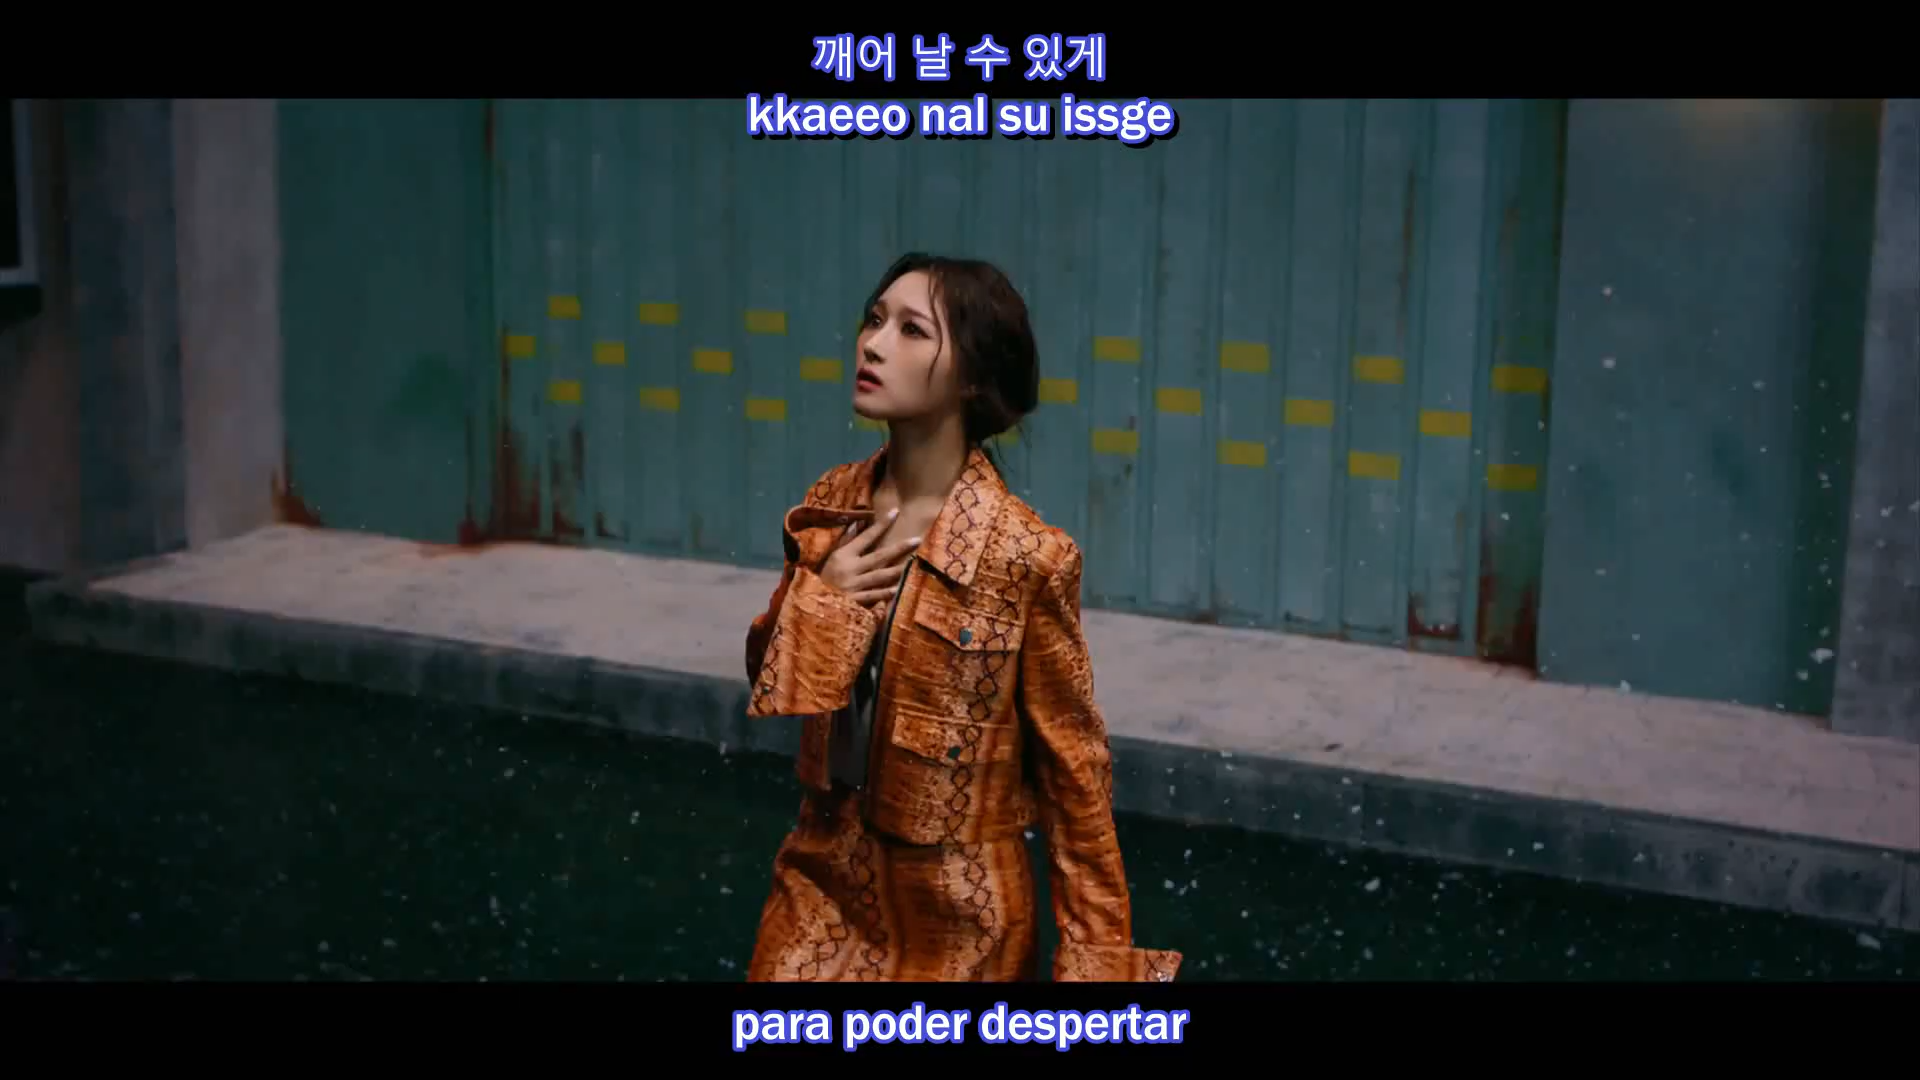 깨어 날 수 있게
kkaeeo nal su issge
para poder despertar